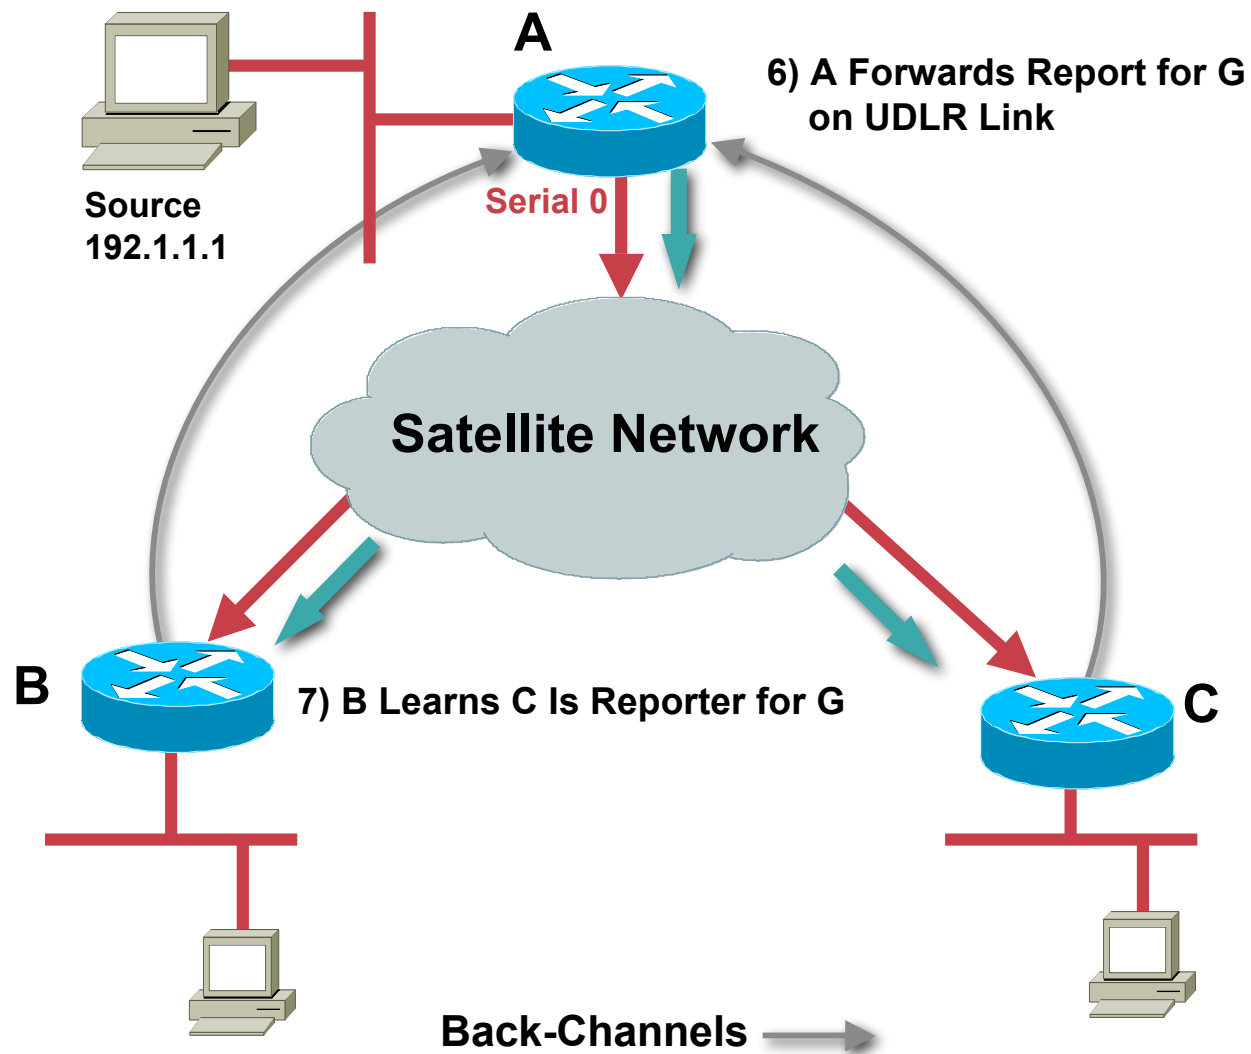 A
6) A Forwards Report for G
on UDLR Link
Source
192.1.1.1
Serial 0
Satellite Network
B
7) B Learns C Is Reporter for G
C
Back-Channels